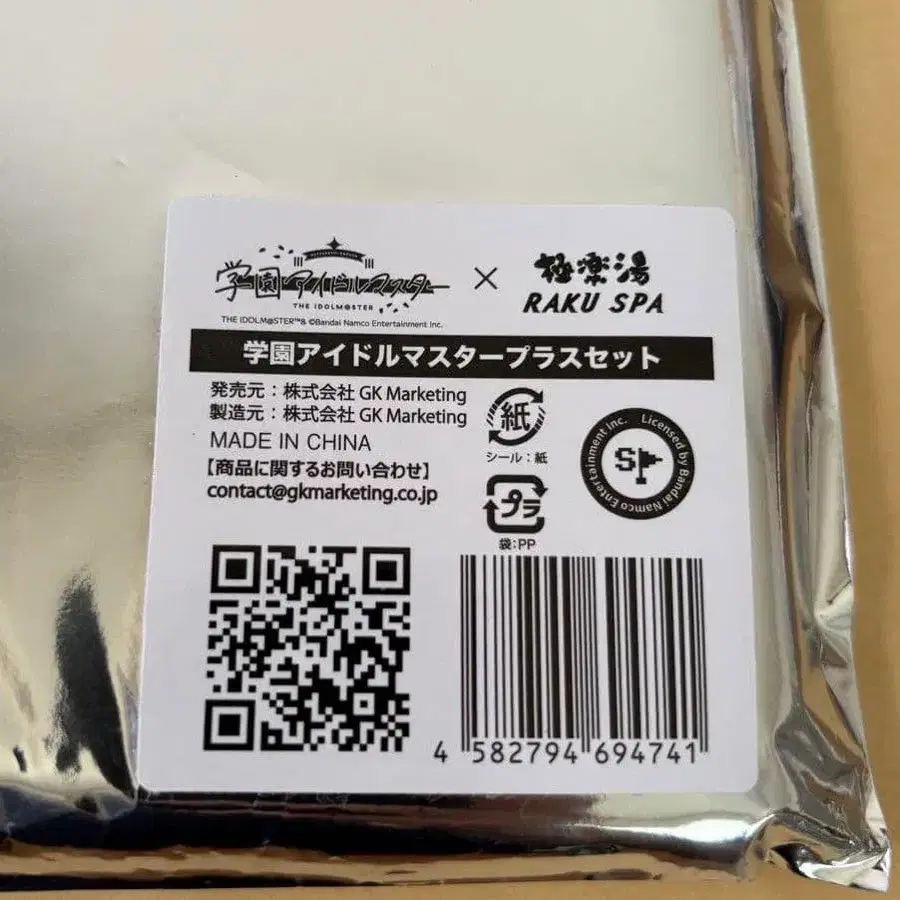 学園アイドルマスター
THE IDOLM@STER
×
極楽湯
RAKU SPA
THE IDOLM@STER™& ©Bandai Namco Entertainment Inc.
学園アイドルマスタープラスセット
発売元：株式会社 GK Marketing
製造元：株式会社 GK Marketing
MADE IN CHINA
【商品に関するお問い合わせ】
contact@gkmarketing.co.jp
紙
シール：紙
プラ
袋:PP
Licensed by Bandai Namco Entertainment Inc.
S
4 582794 694741